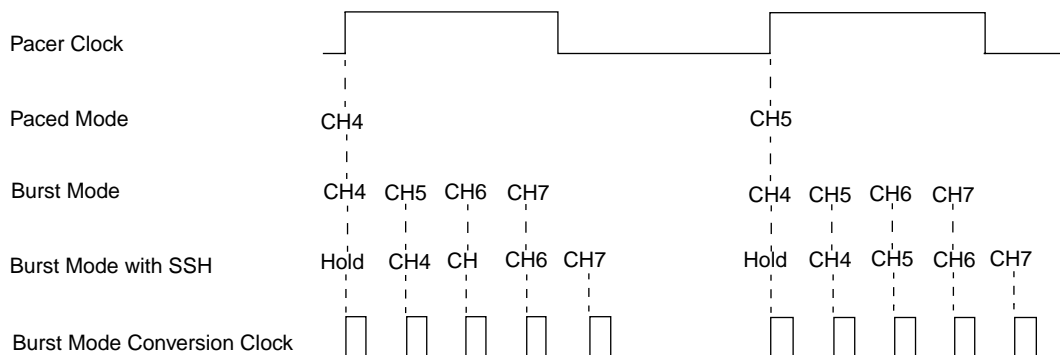 Pacer Clock
Paced Mode CH4 CH5
Burst Mode CH4 CH5 CH6 CH7 CH4 CH5 CH6 CH7
Burst Mode with SSH Hold CH4 CH CH6 CH7 Hold CH4 CH5 CH6 CH7
Burst Mode Conversion Clock